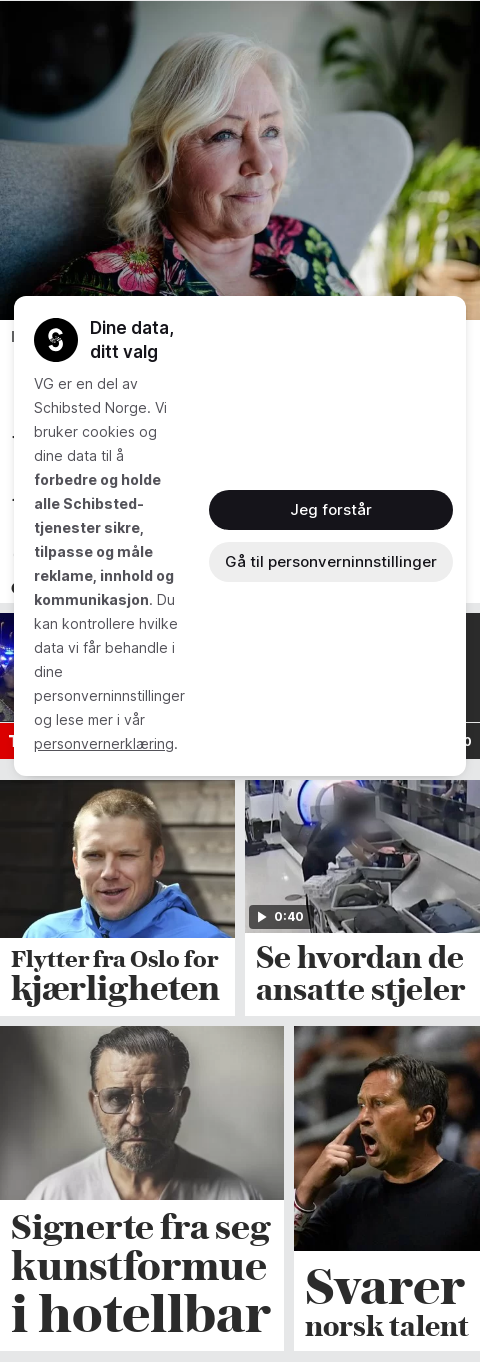 Dine data,
ditt valg
VG er en del av
Schibsted Norge. Vi
bruker cookies og
dine data til å
forbedre og holde
alle Schibsted-
tjenester sikre,
tilpasse og måle
reklame, innhold og
kommunikasjon. Du
kan kontrollere hvilke
data vi får behandle i
dine
personverninnstillinger
og lese mer i vår
personvernerklæring.
Jeg forstår
Gå til personverninnstillinger
0:40
Flytter fra Oslo for
kjærligheten
Se hvordan de
ansatte stjeler
Signerte fra seg
kunstformue
i hotellbar
Svarer
norsk talent